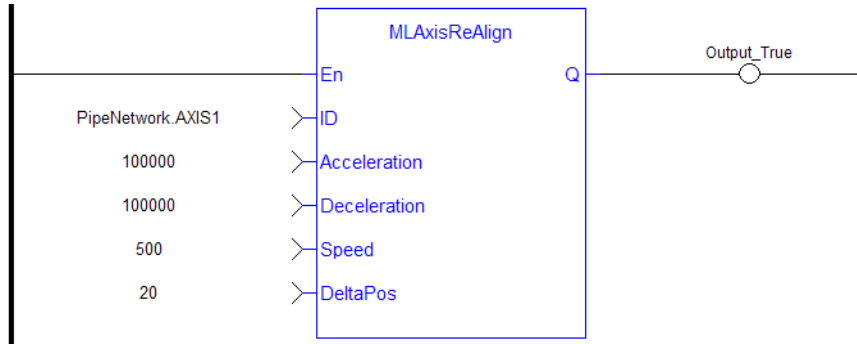 MLAxisReAlign
Output_True
En Q
PipeNetwork.AXIS1 ID
100000 Acceleration
100000 Deceleration
500 Speed
20 DeltaPos